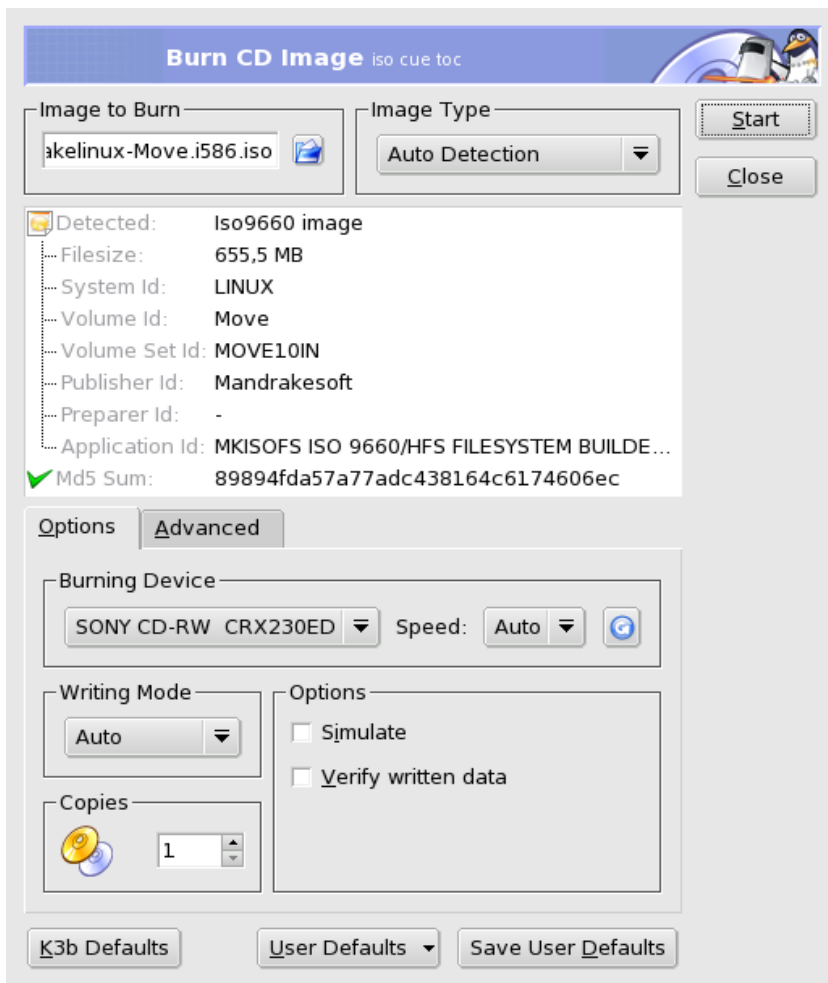 Burn CD Image iso cue toc
Image to Burn
akelinux-Move.i586.iso
Image Type
Auto Detection
Start
Close
Detected: Iso9660 image
Filesize: 655,5 MB
System Id: LINUX
Volume Id: Move
Volume Set Id: MOVE10IN
Publisher Id: Mandrakesoft
Preparer Id: -
Application Id: MKISOFS ISO 9660/HFS FILESYSTEM BUILDE...
Md5 Sum: 89894fda57a77adc438164c6174606ec
Options Advanced
Burning Device
SONY CD-RW CRX230ED Speed: Auto
Writing Mode
Auto
Options
Simulate
Verify written data
Copies
1
K3b Defaults User Defaults Save User Defaults